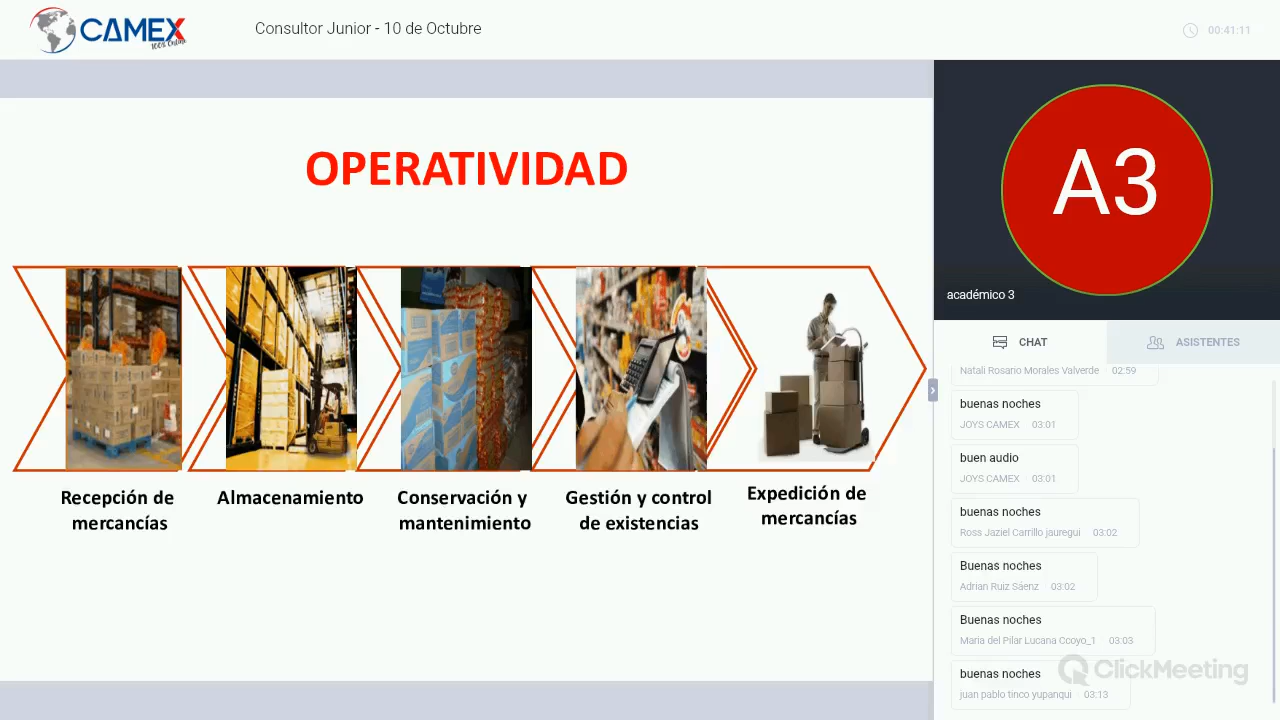 CAMEX
100% Online
Consultor Junior - 10 de Octubre
00:41:11
OPERATIVIDAD
Recepción de
mercancías
Almacenamiento
Conservación y
mantenimiento
Gestión y control
de existencias
Expedición de
mercancías
A3
académico 3
CHAT
ASISTENTES
Natali Rosario Morales Valverde 02:59
buenas noches
JOYS CAMEX 03:01
buen audio
JOYS CAMEX 03:01
buenas noches
Ross Jaziel Carrillo jauregui 03:02
Buenas noches
Adrian Ruiz Sáenz 03:02
Buenas noches
Maria del Pilar Lucana Ccoyo_1 03:03
buenas noches
juan pablo tinco yupanqui 03:13
ClickMeeting